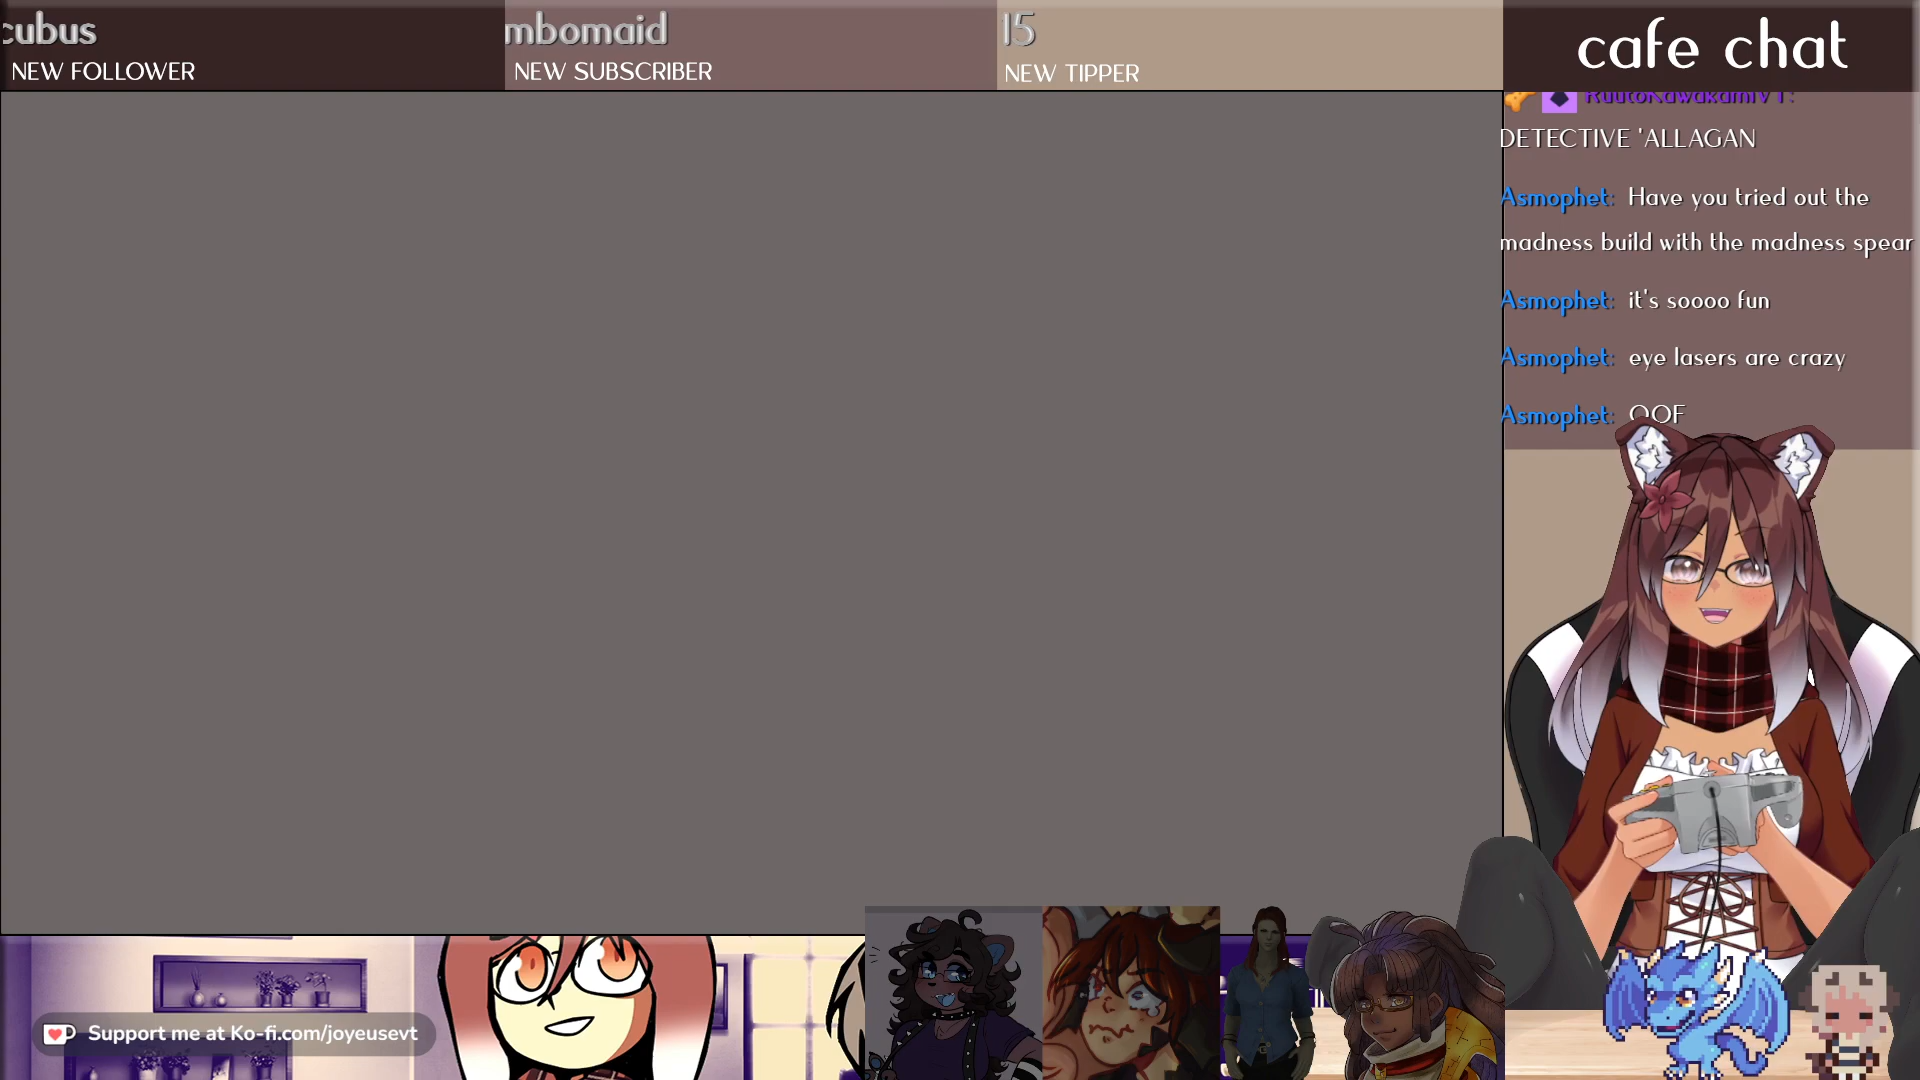 cubus
NEW FOLLOWER
mbomaid
NEW SUBSCRIBER
15
NEW TIPPER
cafe chat
RuutoKawakamiVT:
DETECTIVE 'ALLAGAN
Asmophet: Have you tried out the
madness build with the madness spear
Asmophet: it's soooo fun
Asmophet: eye lasers are crazy
Asmophet: OOF
Support me at Ko-fi.com/joyeusevt